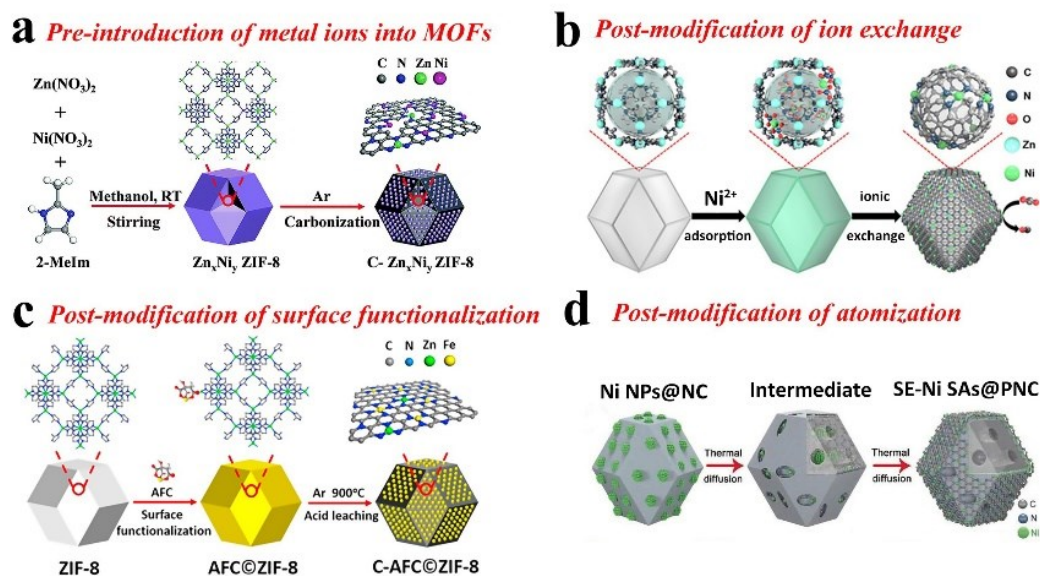 a Pre-introduction of metal ions into MOFs
Zn(NO3)2
+
Ni(NO3)2
+
2-MeIm
Methanol, RT
Stirring
ZnxNiy ZIF-8
Ar
Carbonization
C N Zn Ni
C- ZnxNiy ZIF-8
b Post-modification of ion exchange
Ni2+
adsorption
ionic
exchange
C
N
O
Zn
Ni
c Post-modification of surface functionalization
ZIF-8
AFC
Surface
functionalization
AFC©ZIF-8
Ar 900℃
Acid leaching
C N Zn Fe
C-AFC©ZIF-8
d Post-modification of atomization
Ni NPs@NC
Thermal
diffusion
Intermediate
Thermal
diffusion
SE-Ni SAs@PNC
C
N
Ni